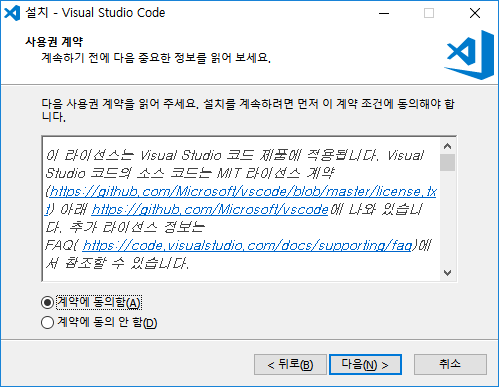 설치 - Visual Studio Code
사용권 계약
계속하기 전에 다음 중요한 정보를 읽어 보세요.
다음 사용권 계약을 읽어 주세요. 설치를 계속하려면 먼저 이 계약 조건에 동의해야 합
니다.
이 라이선스는 Visual Studio 코드 제품에 적용됩니다. Visual
Studio 코드의 소스 코드는 MIT 라이선스 계약
(https://github.com/Microsoft/vscode/blob/master/license.tx
t) 아래 https://github.com/Microsoft/vscode에 나와 있습니
다. 추가 라이선스 정보는
FAQ( https://code.visualstudio.com/docs/supporting/faq)에
서 참조할 수 있습니다.
계약에 동의함(A)
계약에 동의 안 함(D)
< 뒤로(B)
다음(N) >
취소